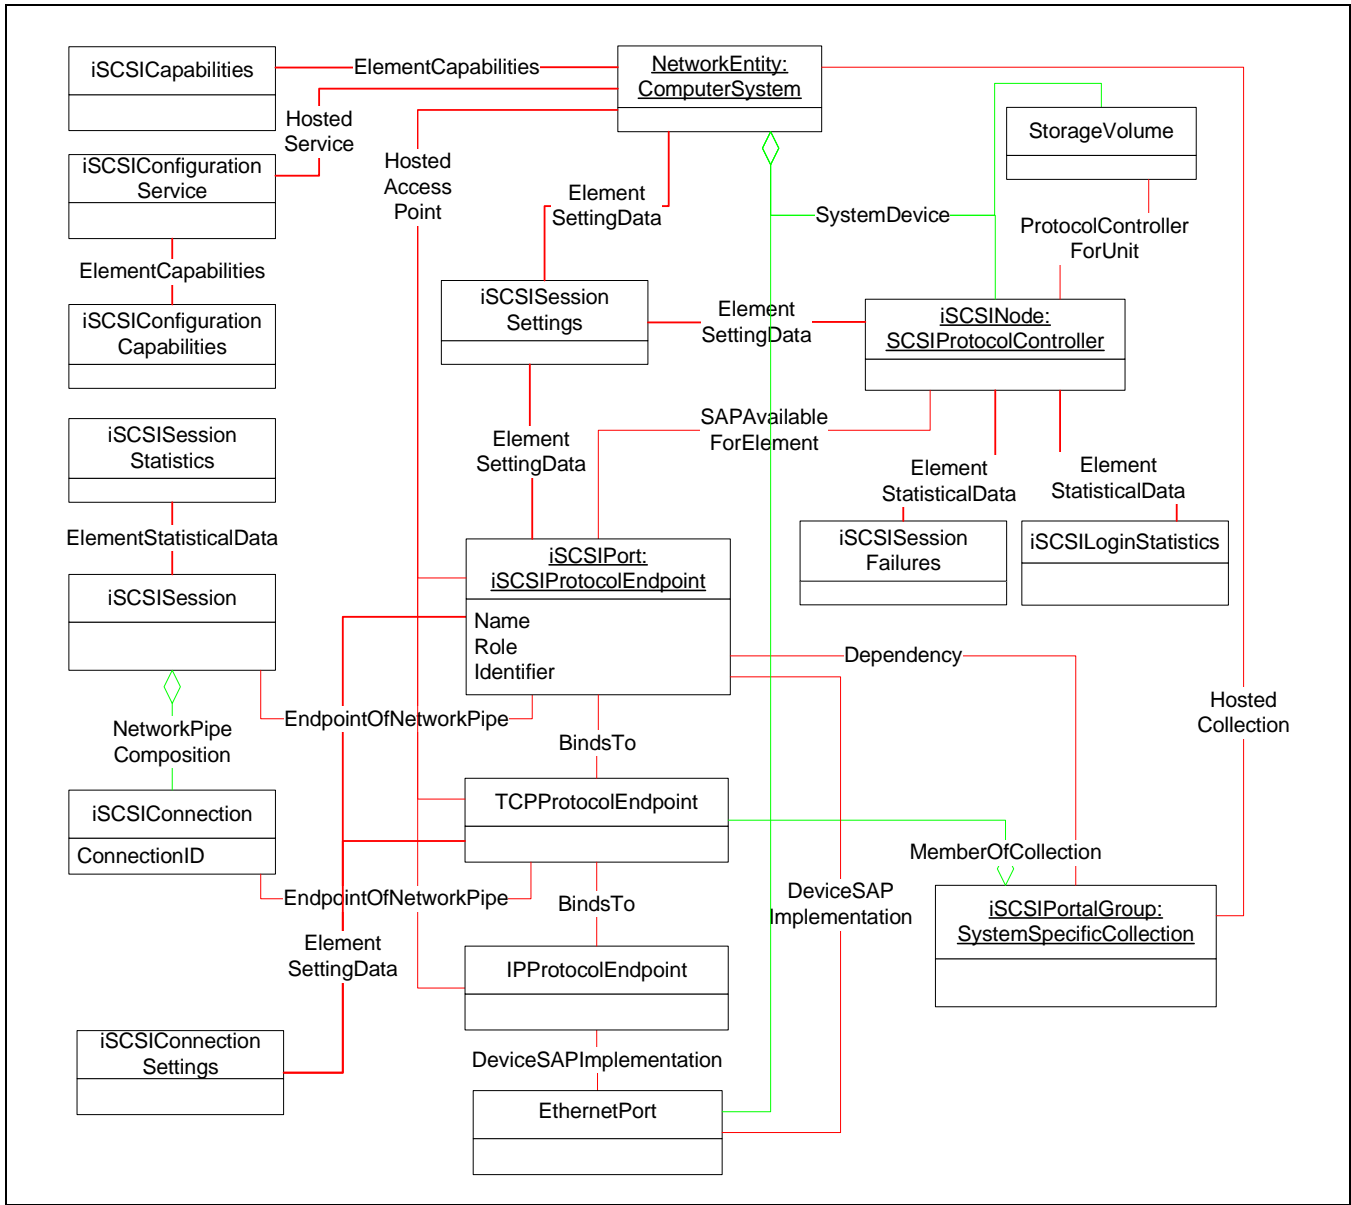 iSCSICapabilities
ElementCapabilities
NetworkEntity:
ComputerSystem
Hosted
Service
iSCSIConfiguration
Service
Hosted
Access
Point
StorageVolume
Element
SettingData
SystemDevice
ProtocolController
ForUnit
ElementCapabilities
iSCSIConfiguration
Capabilities
iSCSISession
Settings
Element
SettingData
iSCSINode:
SCSIProtocolController
iSCSISession
Statistics
Element
SettingData
SAPAvailable
ForElement
Element
StatisticalData
Element
StatisticalData
ElementStatisticalData
iSCSISession
Failures
iSCSILoginStatistics
iSCSISession
iSCSIPort:
iSCSIProtocolEndpoint
Name
Role
Identifier
Dependency
Hosted
Collection
EndpointOfNetworkPipe
NetworkPipe
Composition
BindsTo
iSCSIConnection
ConnectionID
TCPProtocolEndpoint
MemberOfCollection
EndpointOfNetworkPipe
BindsTo
DeviceSAP
Implementation
iSCSIPortalGroup:
SystemSpecificCollection
Element
SettingData
IPProtocolEndpoint
iSCSIConnection
Settings
DeviceSAPImplementation
EthernetPort